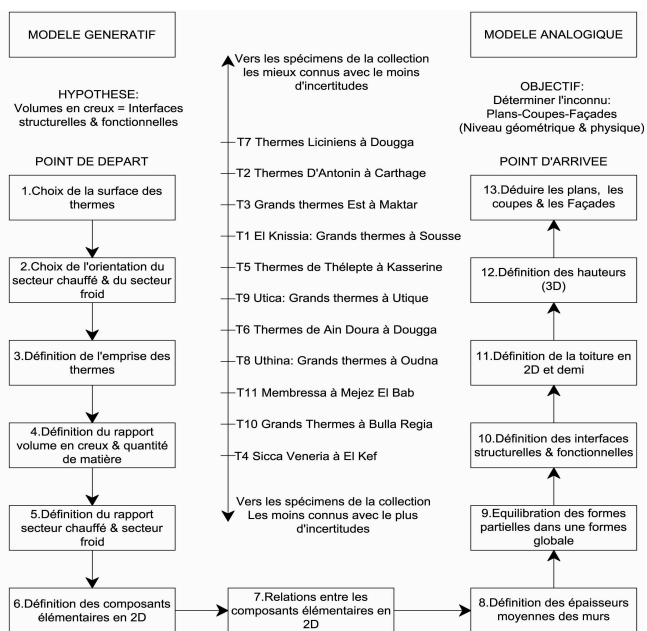 MODELE GENERATIF
HYPOTHESE:
Volumes en creux = Interfaces
structurelles & fonctionnelles
POINT DE DEPART
1.Choix de la surface des
thermes
2.Choix de l'orientation du
secteur chauffé & du secteur
froid
3.Définition de l'emprise des
thermes
4.Définition du rapport
volume en creux & quantité
de matière
5.Définition du rapport
secteur chauffé & secteur
froid
6.Définition des composants
élémentaires en 2D
Vers les spécimens de la collection
les mieux connus avec le moins
d'incertitudes
T7 Thermes Liciniens à Dougga
T2 Thermes D'Antonin à Carthage
T3 Grands thermes Est à Maktar
T1 El Knissia: Grands thermes à Sousse
T5 Thermes de Thélepte à Kasserine
T9 Utica: Grands thermes à Utique
T6 Thermes de Ain Doura à Dougga
T8 Uthina: Grands thermes à Oudna
T11 Membressa à Mejez El Bab
T10 Grands Thermes à Bulla Regia
T4 Sicca Veneria à El Kef
Vers les spécimens de la collection
Les moins connus avec le plus
d'incertitudes
7.Relations entre les
composants élémentaires en
2D
MODELE ANALOGIQUE
OBJECTIF:
Déterminer l'inconnu:
Plans-Coupes-Façades
(Niveau géométrique & physique)
POINT D'ARRIVEE
13.Déduire les plans, les
coupes & les Façades
12.Définition des hauteurs
(3D)
11.Définition de la toiture en
2D et demi
10.Définition des interfaces
structurelles & fonctionnelles
9.Equilibration des formes
partielles dans une formes
globale
8.Définition des épaisseurs
moyennes des murs